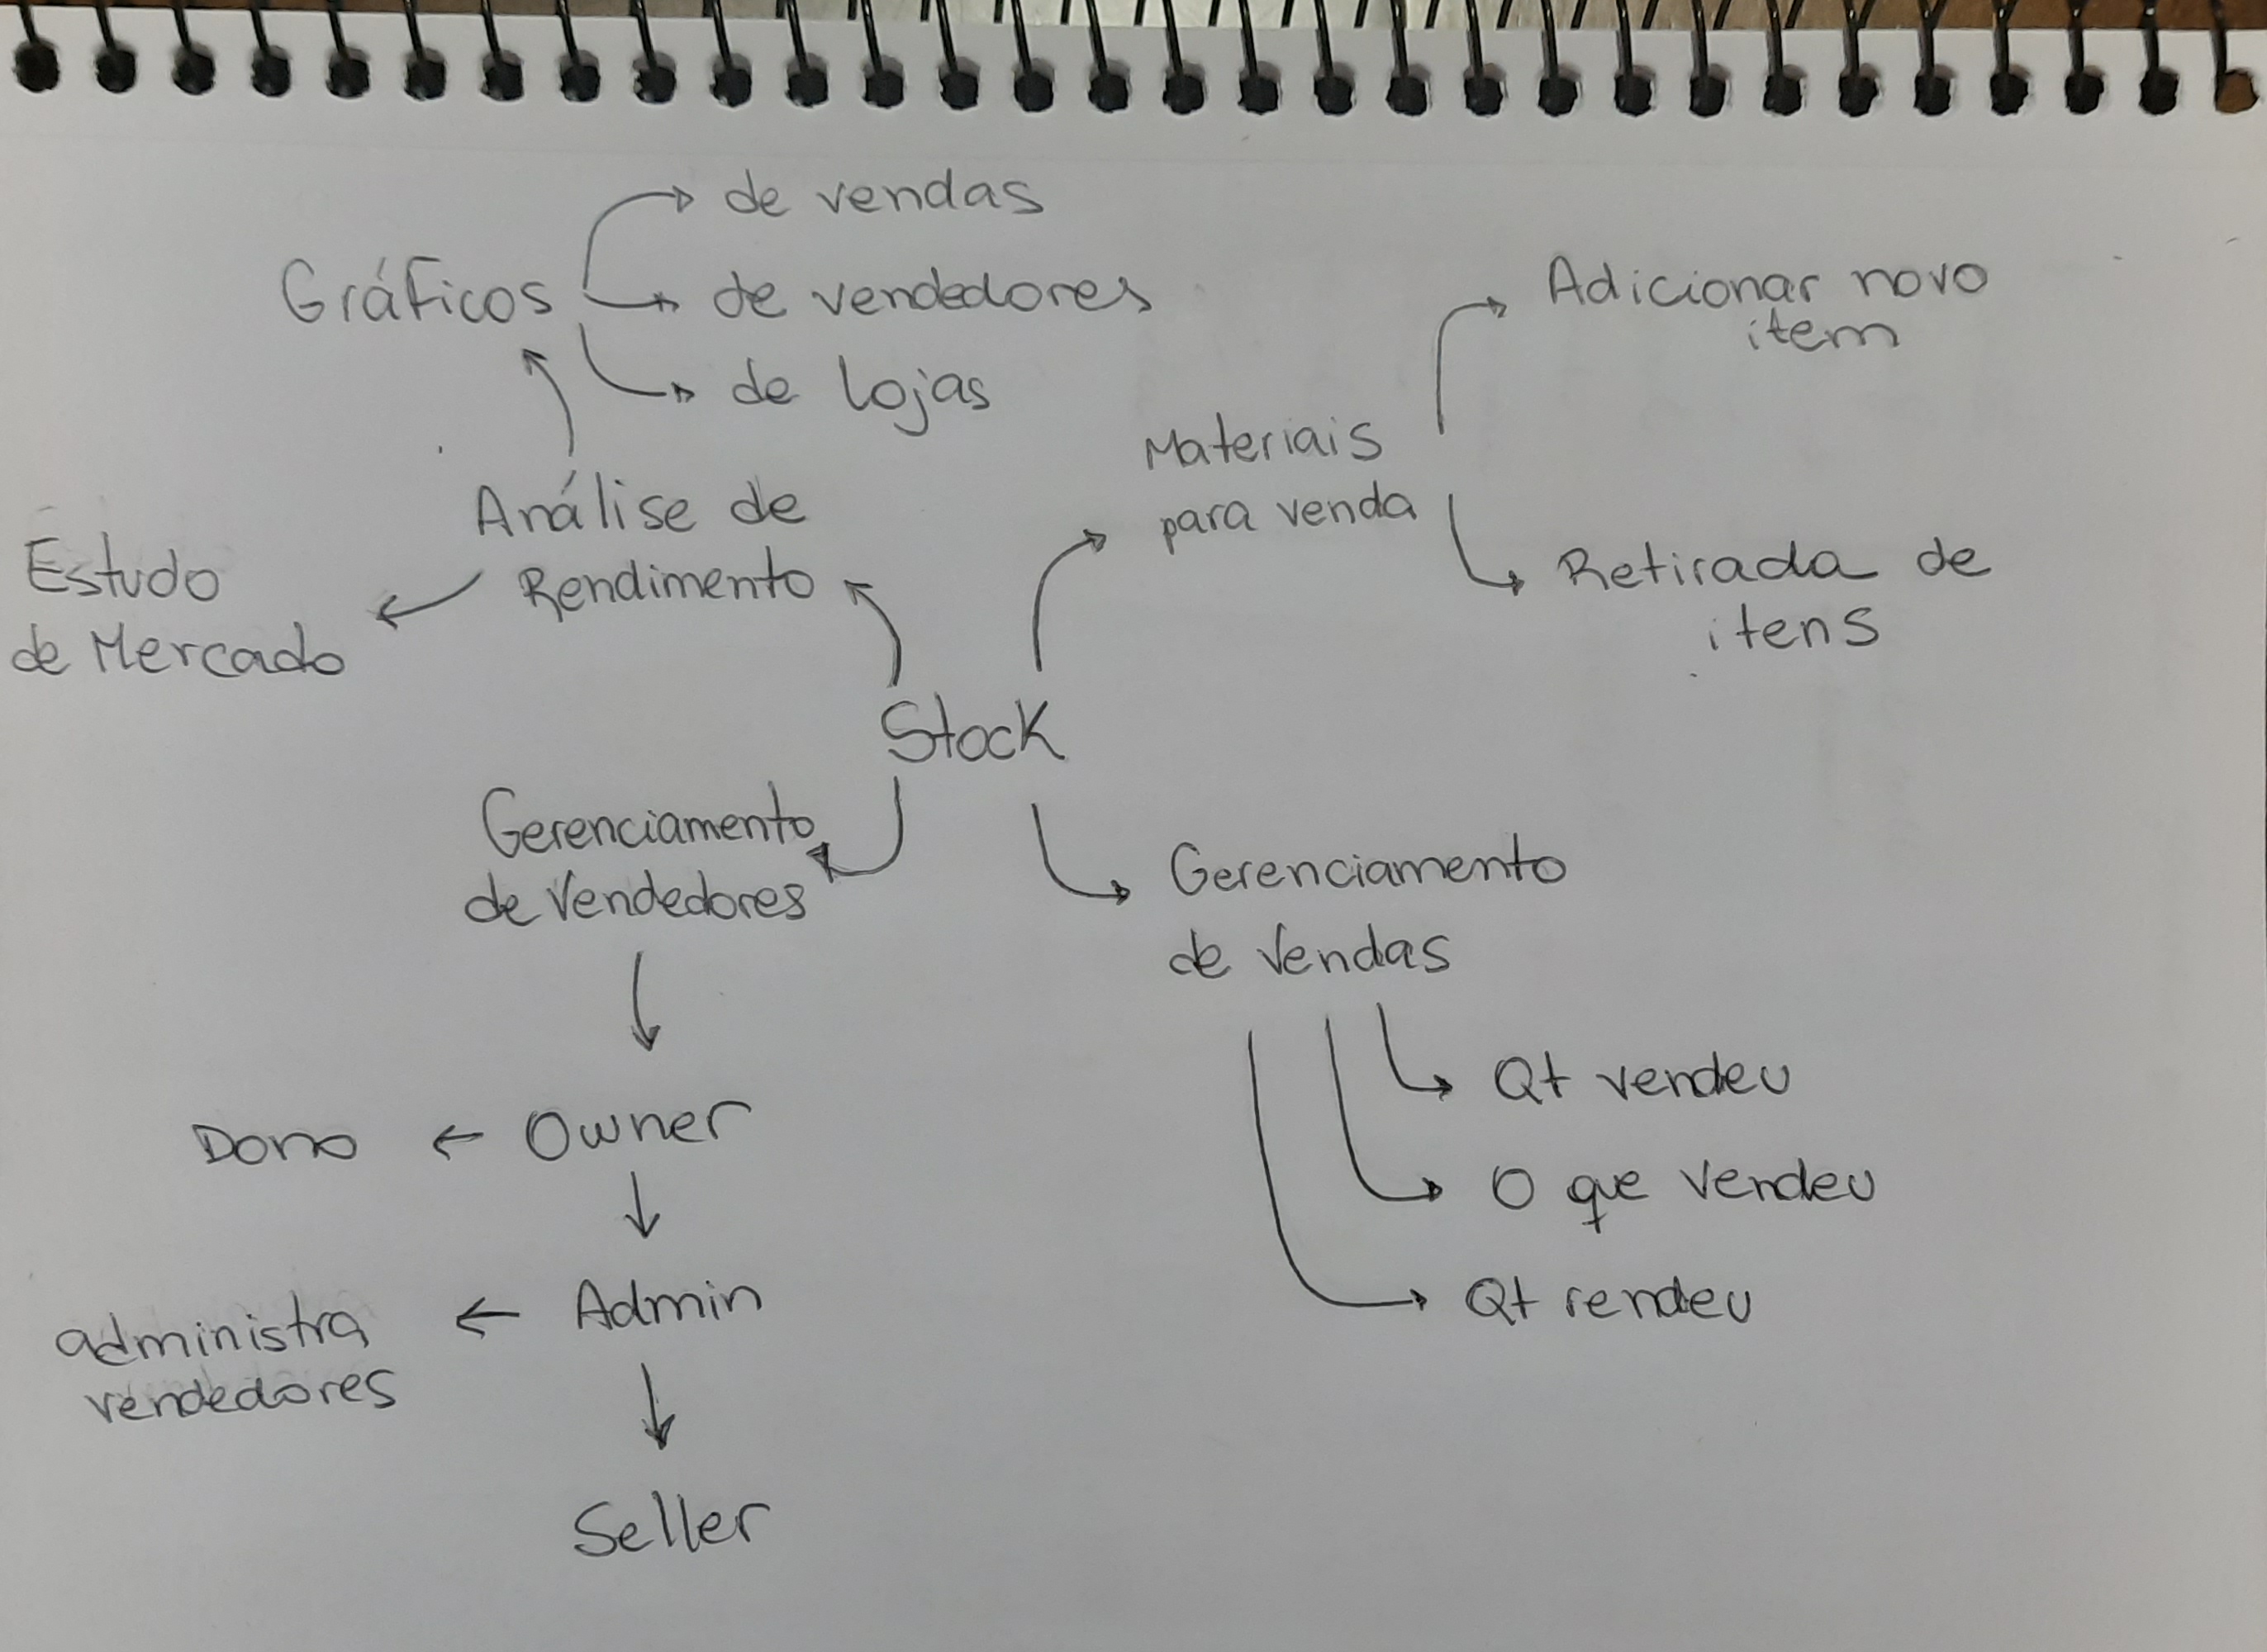 Gráficos
de vendas
de vendedores
de lojas
Análise de
Rendimento
Estudo
de Mercado
Materiais
para venda
Adicionar novo
item
Retirada de
itens
Stock
Gerenciamento
de Vendedores
Owner
Dono
Admin
administra
vendedores
Seller
Gerenciamento
de Vendas
Qt vendeu
O que vendeu
Qt rendeu